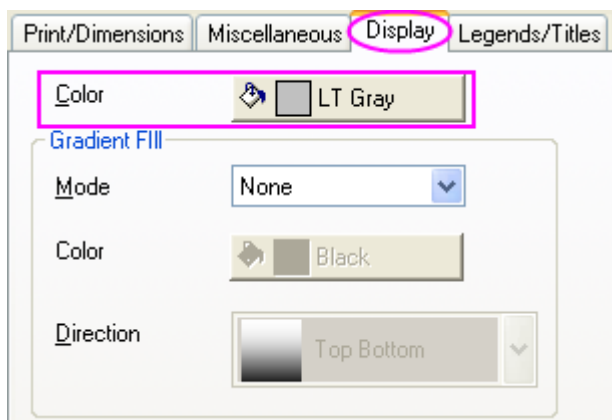 Print/Dimensions Miscellaneous Display Legends/Titles
Color LT Gray
Gradient FIll
Mode None
Color Black
Direction Top Bottom